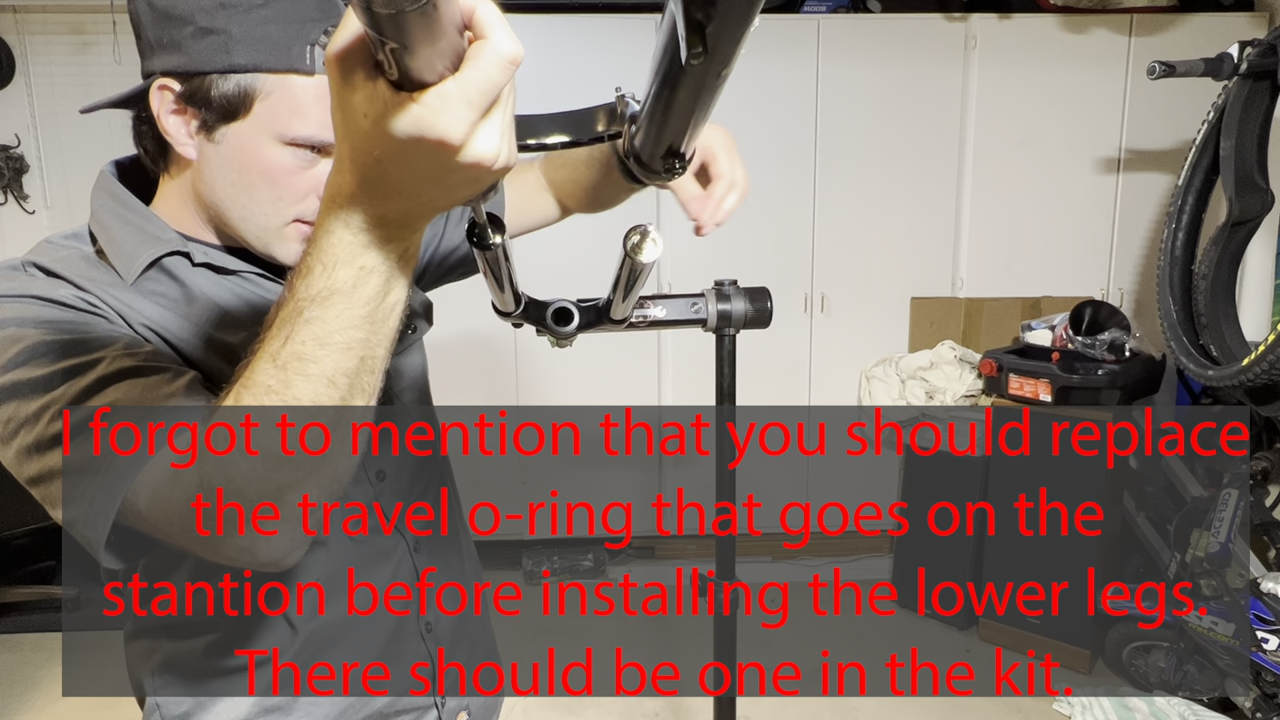 I forgot to mention that you should replace
the travel o-ring that goes on the
stantion before installing the lower legs.
There should be one in the kit.